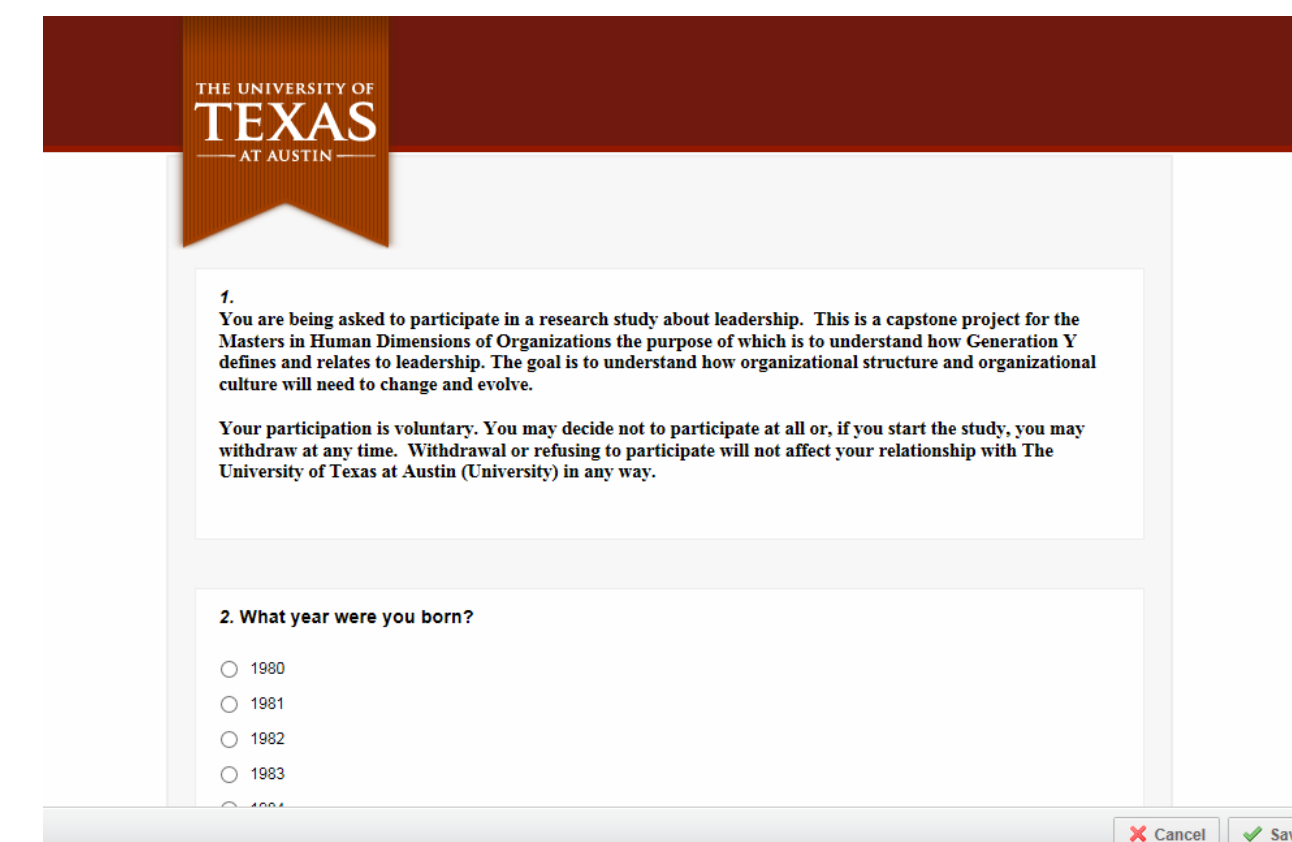 THE UNIVERSITY OF
TEXAS
AT AUSTIN
1.
You are being asked to participate in a research study about leadership.  This is a capstone project for the
Masters in Human Dimensions of Organizations the purpose of which is to understand how Generation Y
defines and relates to leadership. The goal is to understand how organizational structure and organizational
culture will need to change and evolve.
Your participation is voluntary. You may decide not to participate at all or, if you start the study, you may
withdraw at any time.  Withdrawal or refusing to participate will not affect your relationship with The
University of Texas at Austin (University) in any way.
2. What year were you born?
1980
1981
1982
1983
Cancel